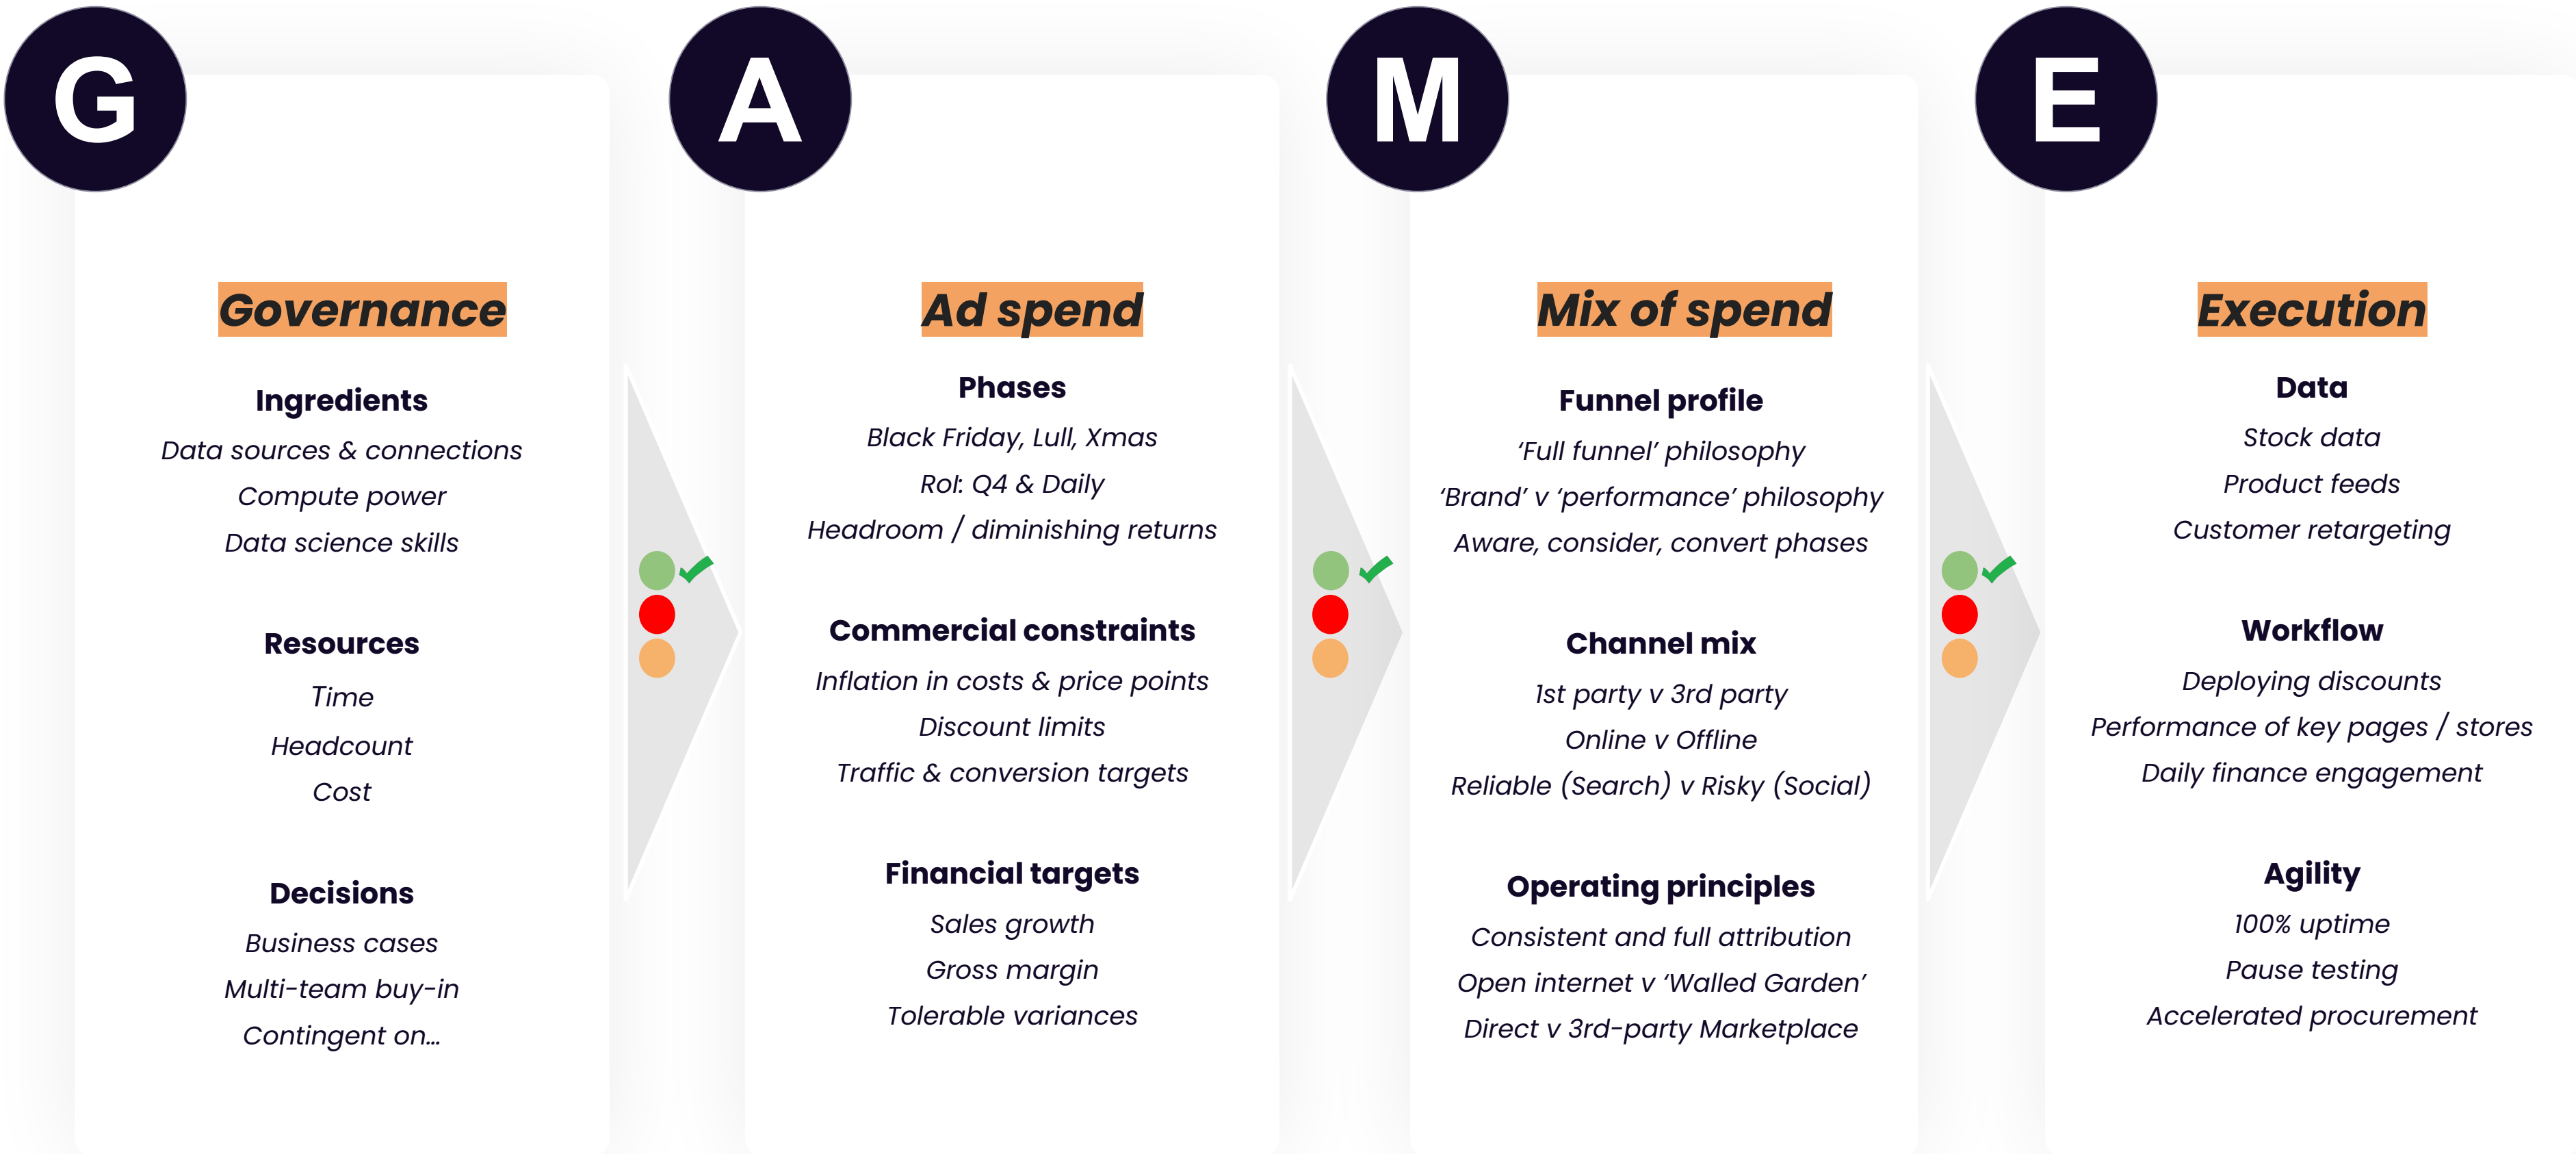 G
Governance
Ingredients
Data sources & connections
Compute power
Data science skills
Resources
Time
Headcount
Cost
Decisions
Business cases
Multi-team buy-in
Contingent on...
A
Ad spend
Phases
Black Friday, Lull, Xmas
RoI: Q4 & Daily
Headroom / diminishing returns
Commercial constraints
Inflation in costs & price points
Discount limits
Traffic & conversion targets
Financial targets
Sales growth
Gross margin
Tolerable variances
M
Mix of spend
Funnel profile
‘Full funnel’ philosophy
‘Brand’ v ‘performance’ philosophy
Aware, consider, convert phases
Channel mix
1st party v 3rd party
Online v Offline
Reliable (Search) v Risky (Social)
Operating principles
Consistent and full attribution
Open internet v ‘Walled Garden’
Direct v 3rd-party Marketplace
E
Execution
Data
Stock data
Product feeds
Customer retargeting
Workflow
Deploying discounts
Performance of key pages / stores
Daily finance engagement
Agility
100% uptime
Pause testing
Accelerated procurement